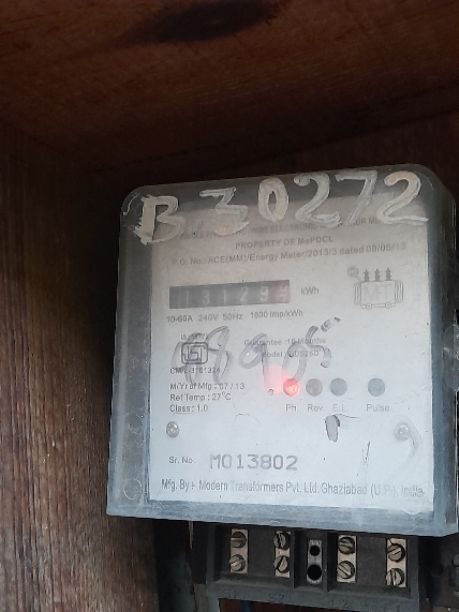 B 30272
PROPERTY OF MePDCL
P.O. No.: ACE(MM)/Energy Meter/2013/3 dated 09/05/13
kWh
10-60A 240V 50Hz 1600 imp/kWh
Guarantee : 18 Months
M/Yr of Mfg : 07 / 13
Ref Temp : 27°C
Class : 1.0
Ph. Rev. E.L. Pulse
Sr. No. M013802
Mfg. By : Modern Transformers Pvt. Ltd. Ghaziabad (U.P.), India